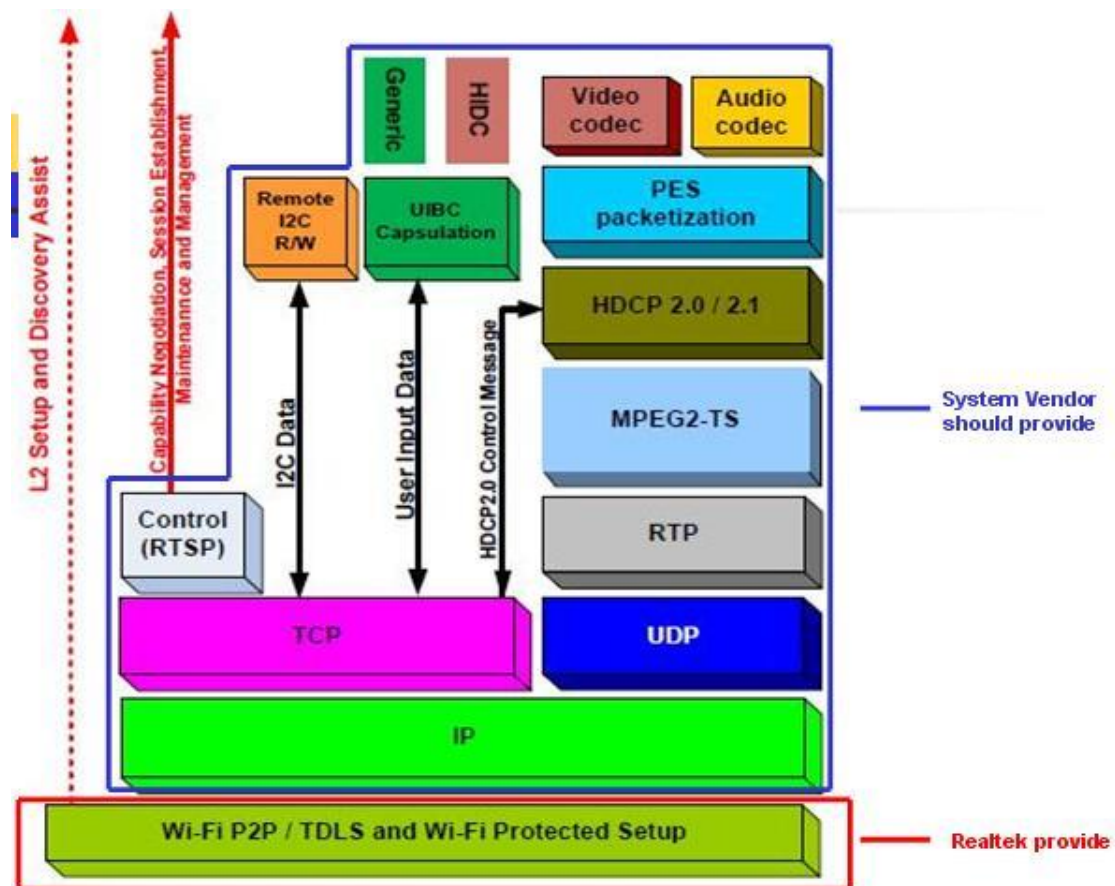 L2 Setup and Discovery Assist
Capability Negotiation, Session Establishment,
Maintenannce and Management
Generic
HIDC
Video
codec
Audio
codec
Remote
I2C
R/W
UIBC
Capsulation
PES
packetization
HDCP 2.0 / 2.1
I2C Data
User Input Data
HDCP2.0 Control Message
MPEG2-TS
System Vendor
should provide
Control
(RTSP)
RTP
TCP
UDP
IP
Wi-Fi P2P / TDLS and Wi-Fi Protected Setup
Realtek provide